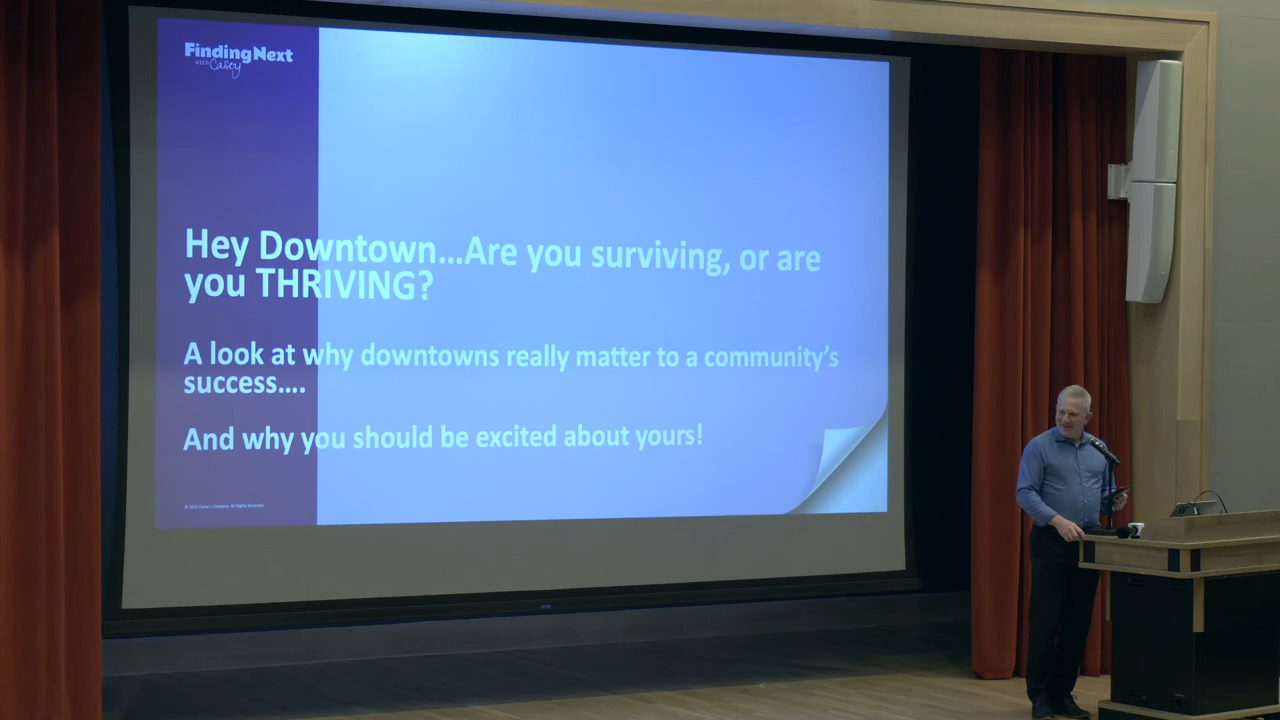 FindingNext
with Casey
Hey Downtown...Are you surviving, or are
you THRIVING?
A look at why downtowns really matter to a community's
success....
And why you should be excited about yours!